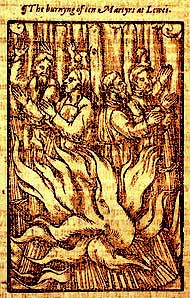 ¶ The burnyng of ten Martyrs at Lewes.